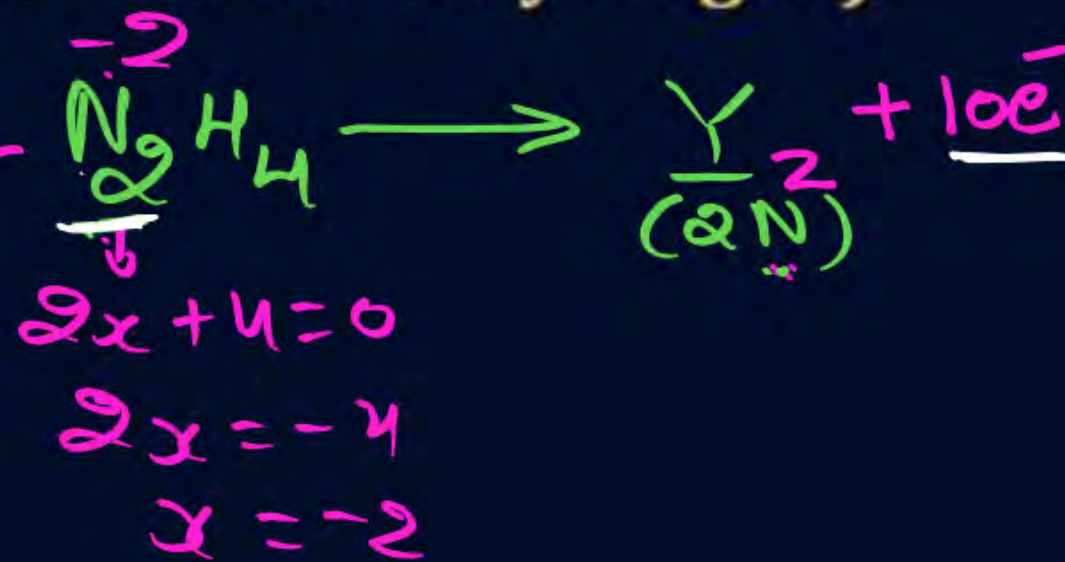 -2
N2H4 → Y + 10e-
(2N) 2
2x + 4 = 0
2x = -4
x = -2